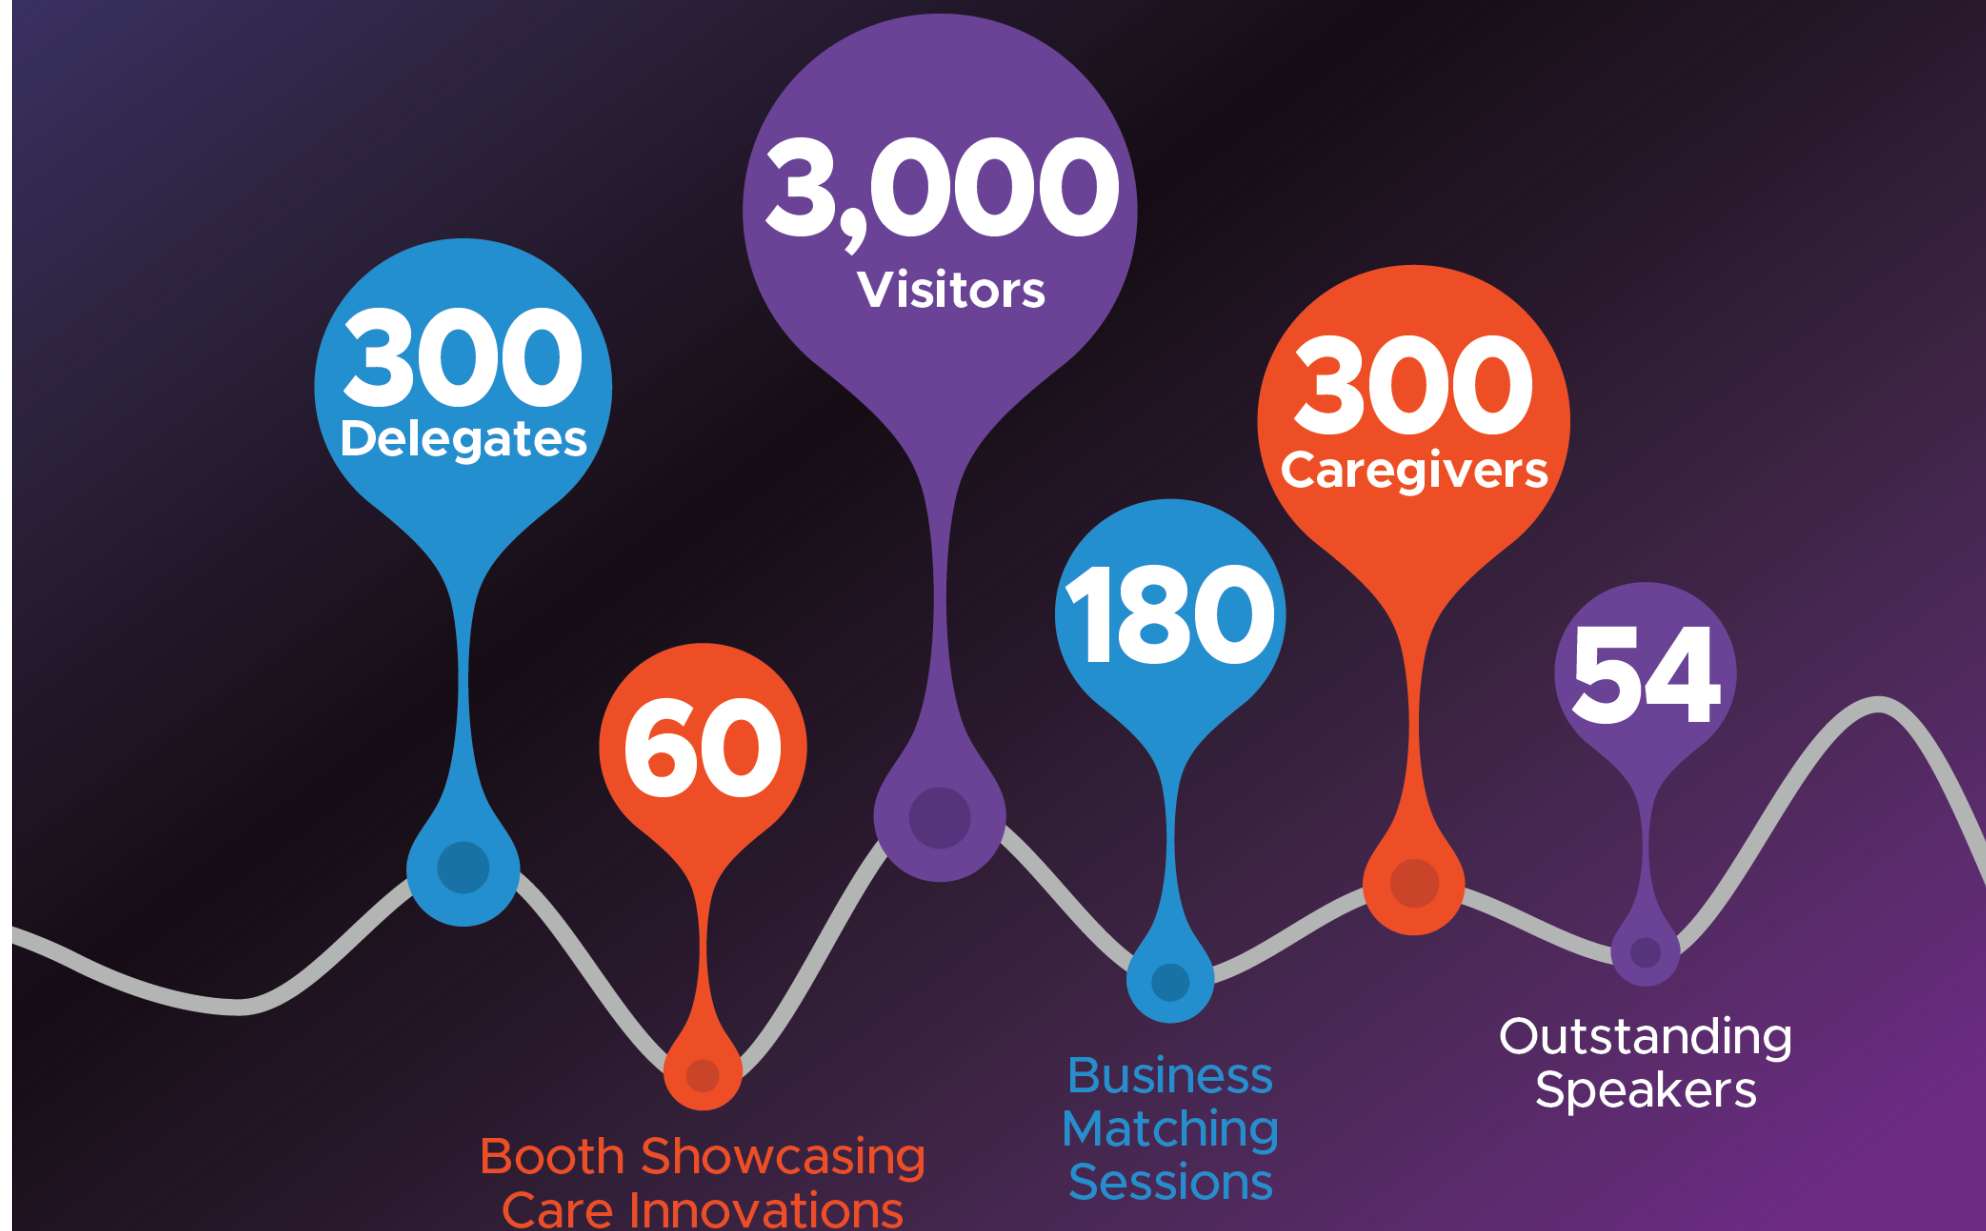 300
Delegates
60
Booth Showcasing
Care Innovations
3,000
Visitors
180
Business
Matching
Sessions
300
Caregivers
54
Outstanding
Speakers